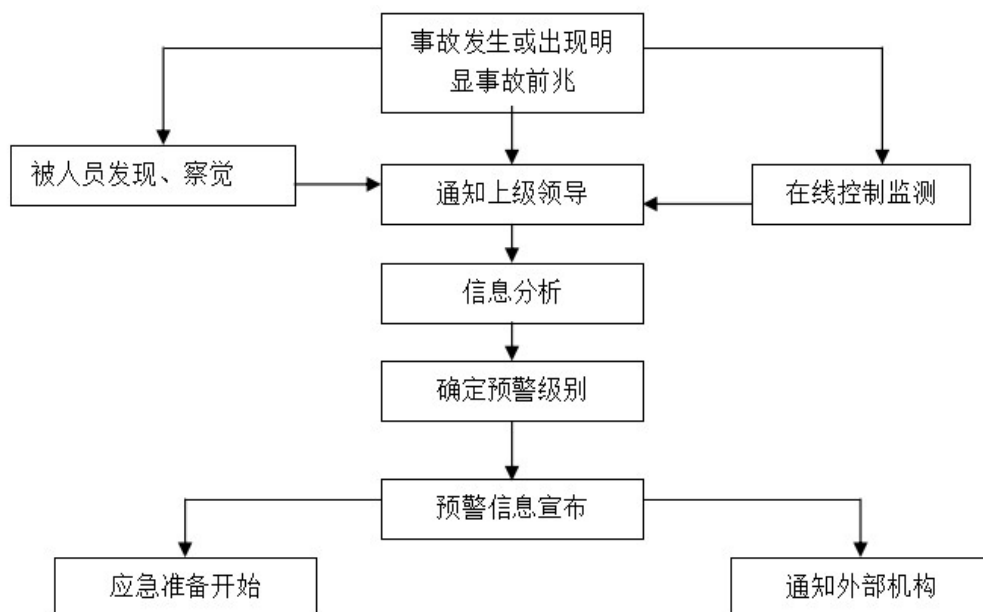 事故发生或出现明
显事故前兆
被人员发现、察觉
通知上级领导
在线控制监测
信息分析
确定预警级别
预警信息宣布
应急准备开始
通知外部机构